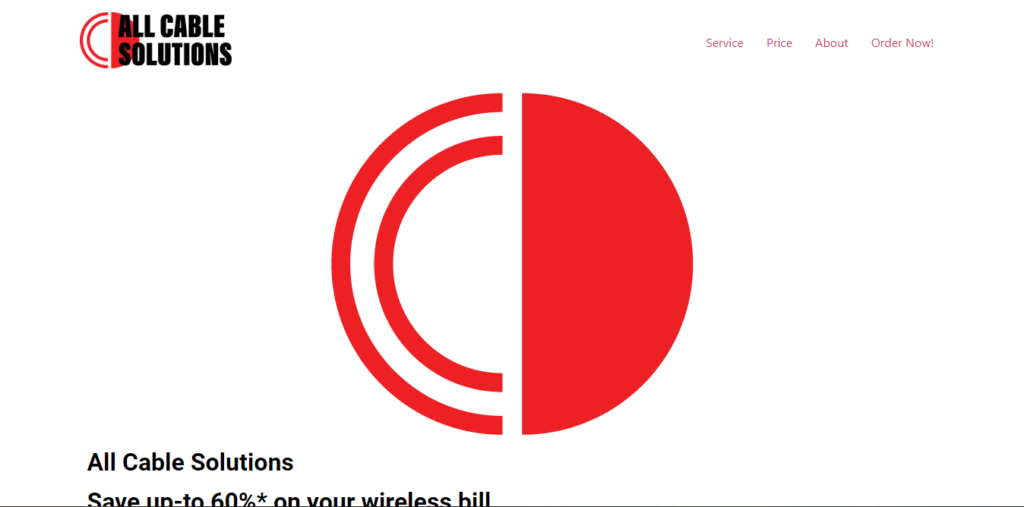 ALL CABLE
SOLUTIONS
Service
Price
About
Order Now!
All Cable Solutions
Save up-to 60%* on your wireless bill